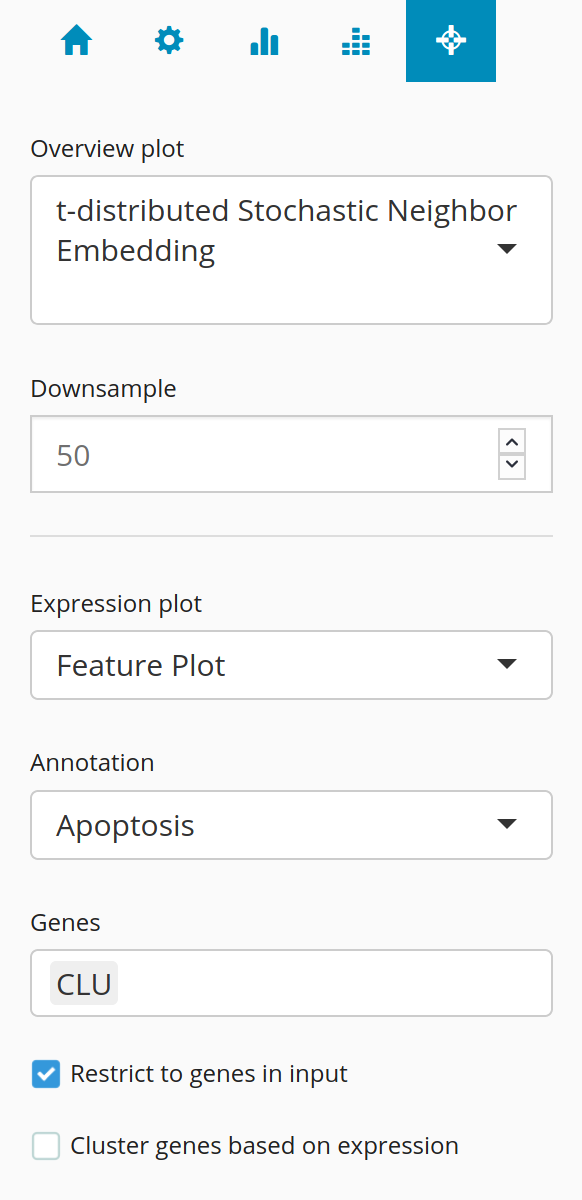 Overview plot
t-distributed Stochastic Neighbor
Embedding
Downsample
50
Expression plot
Feature Plot
Annotation
Apoptosis
Genes
CLU
Restrict to genes in input
Cluster genes based on expression